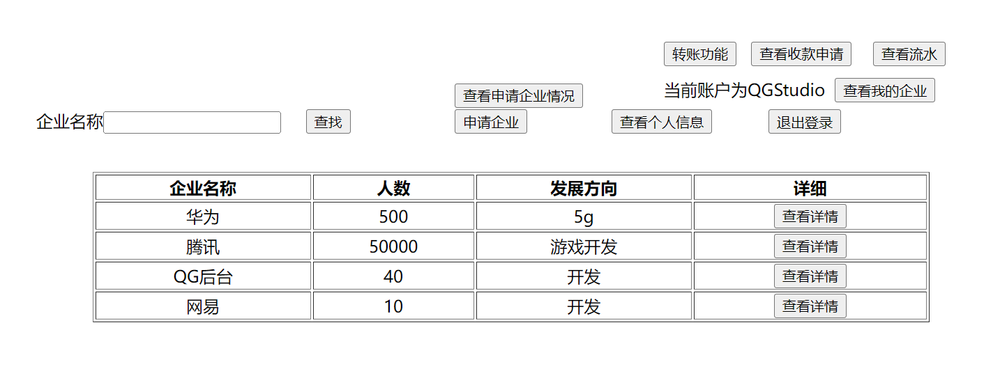 转账功能 查看收款申请 查看流水
当前账户为QGStudio 查看我的企业
查看申请企业情况
企业名称 查找 申请企业 查看个人信息 退出登录
企业名称 人数 发展方向 详细
华为 500 5g 查看详情
腾讯 50000 游戏开发 查看详情
QG后台 40 开发 查看详情
网易 10 开发 查看详情